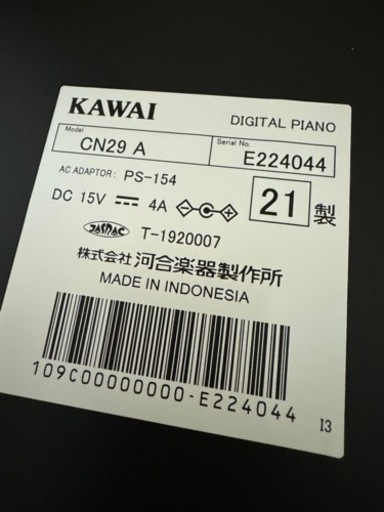 KAWAI DIGITAL PIANO
Model CN29 A Serial No. E224044
AC ADAPTOR: PS-154
DC 15V 4A 21 製
JASRAC T-1920007
株式会社 河合楽器製作所
MADE IN INDONESIA
109C00000000-E224044
I3